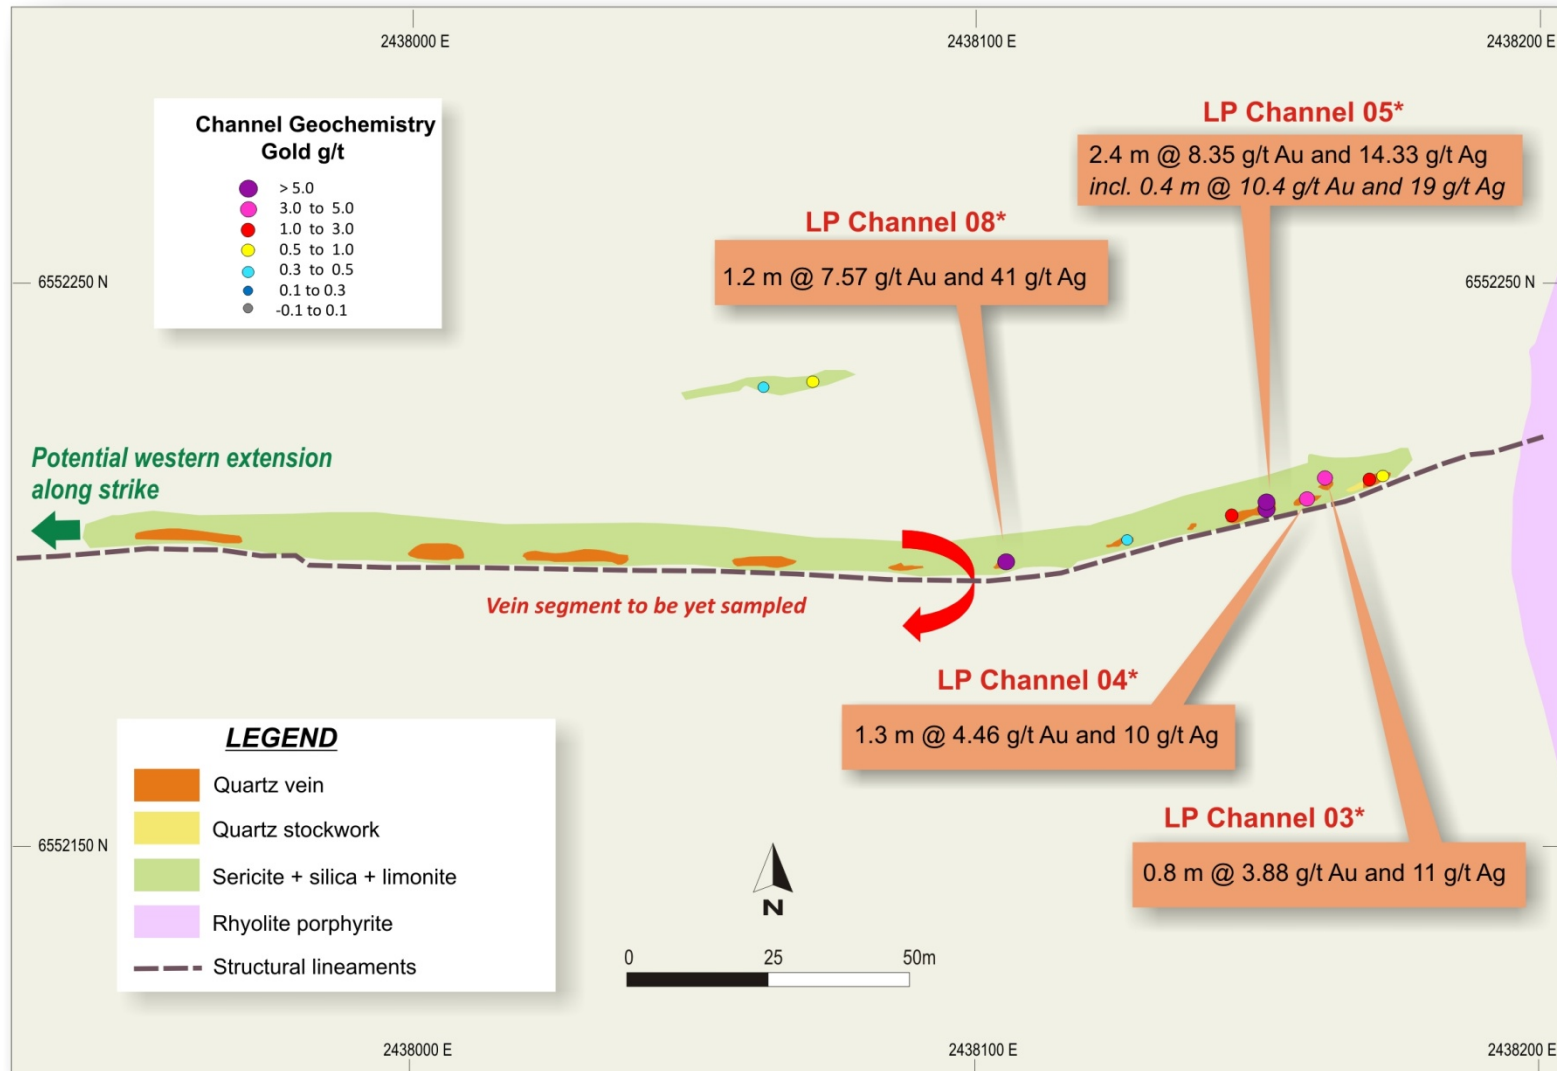 2438000 E
2438100 E
2438200 E
Channel Geochemistry
Gold g/t
> 5.0
3.0 to 5.0
1.0 to 3.0
0.5 to 1.0
0.3 to 0.5
0.1 to 0.3
-0.1 to 0.1
LP Channel 05*
2.4 m @ 8.35 g/t Au and 14.33 g/t Ag
incl. 0.4 m @ 10.4 g/t Au and 19 g/t Ag
LP Channel 08*
1.2 m @ 7.57 g/t Au and 41 g/t Ag
6552250 N
6552250 N
Potential western extension
along strike
Vein segment to be yet sampled
LP Channel 04*
1.3 m @ 4.46 g/t Au and 10 g/t Ag
LP Channel 03*
0.8 m @ 3.88 g/t Au and 11 g/t Ag
6552150 N
LEGEND
Quartz vein
Quartz stockwork
Sericite + silica + limonite
Rhyolite porphyrite
Structural lineaments
N
0 25 50m
2438000 E
2438100 E
2438200 E